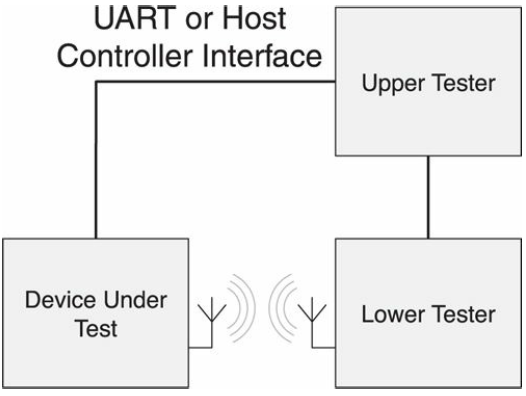 UART or Host
Controller Interface
Upper Tester
Device Under
Test
Lower Tester